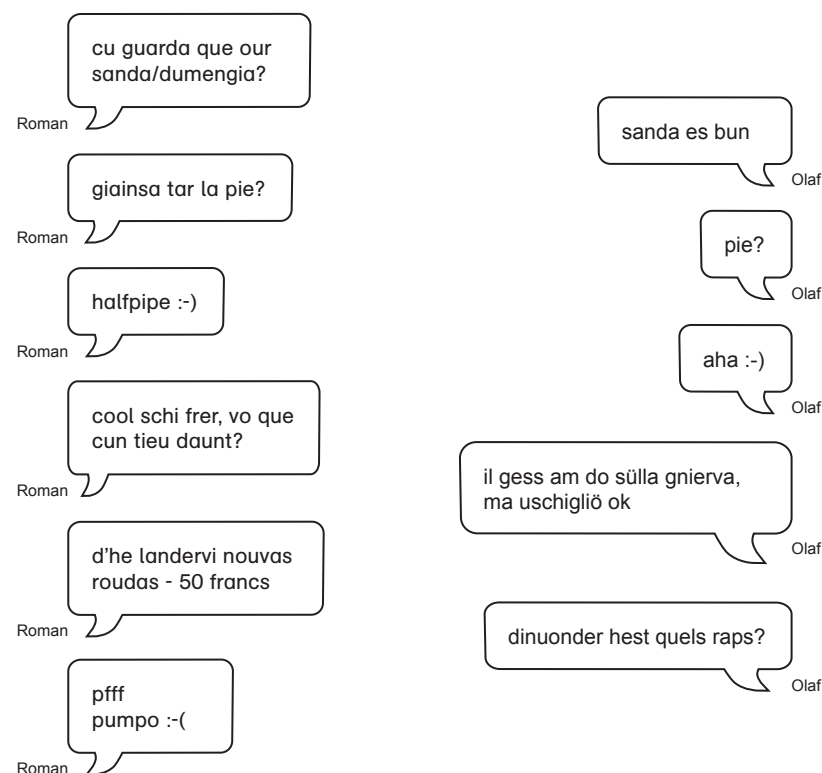 cu guarda que our
sanda/dumengia?
Roman
sanda es bun
Olaf
giainsa tar la pie?
Roman
pie?
Olaf
halfpipe :-)
Roman
aha :-)
Olaf
cool schi frer, vo que
cun tieu daunt?
Roman
il gess am do sülla gnierva,
ma uschigliö ok
Olaf
d'he landervi nouvas
roudas - 50 francs
Roman
dinuonder hest quels raps?
Olaf
pfff
pumpo :-(
Roman